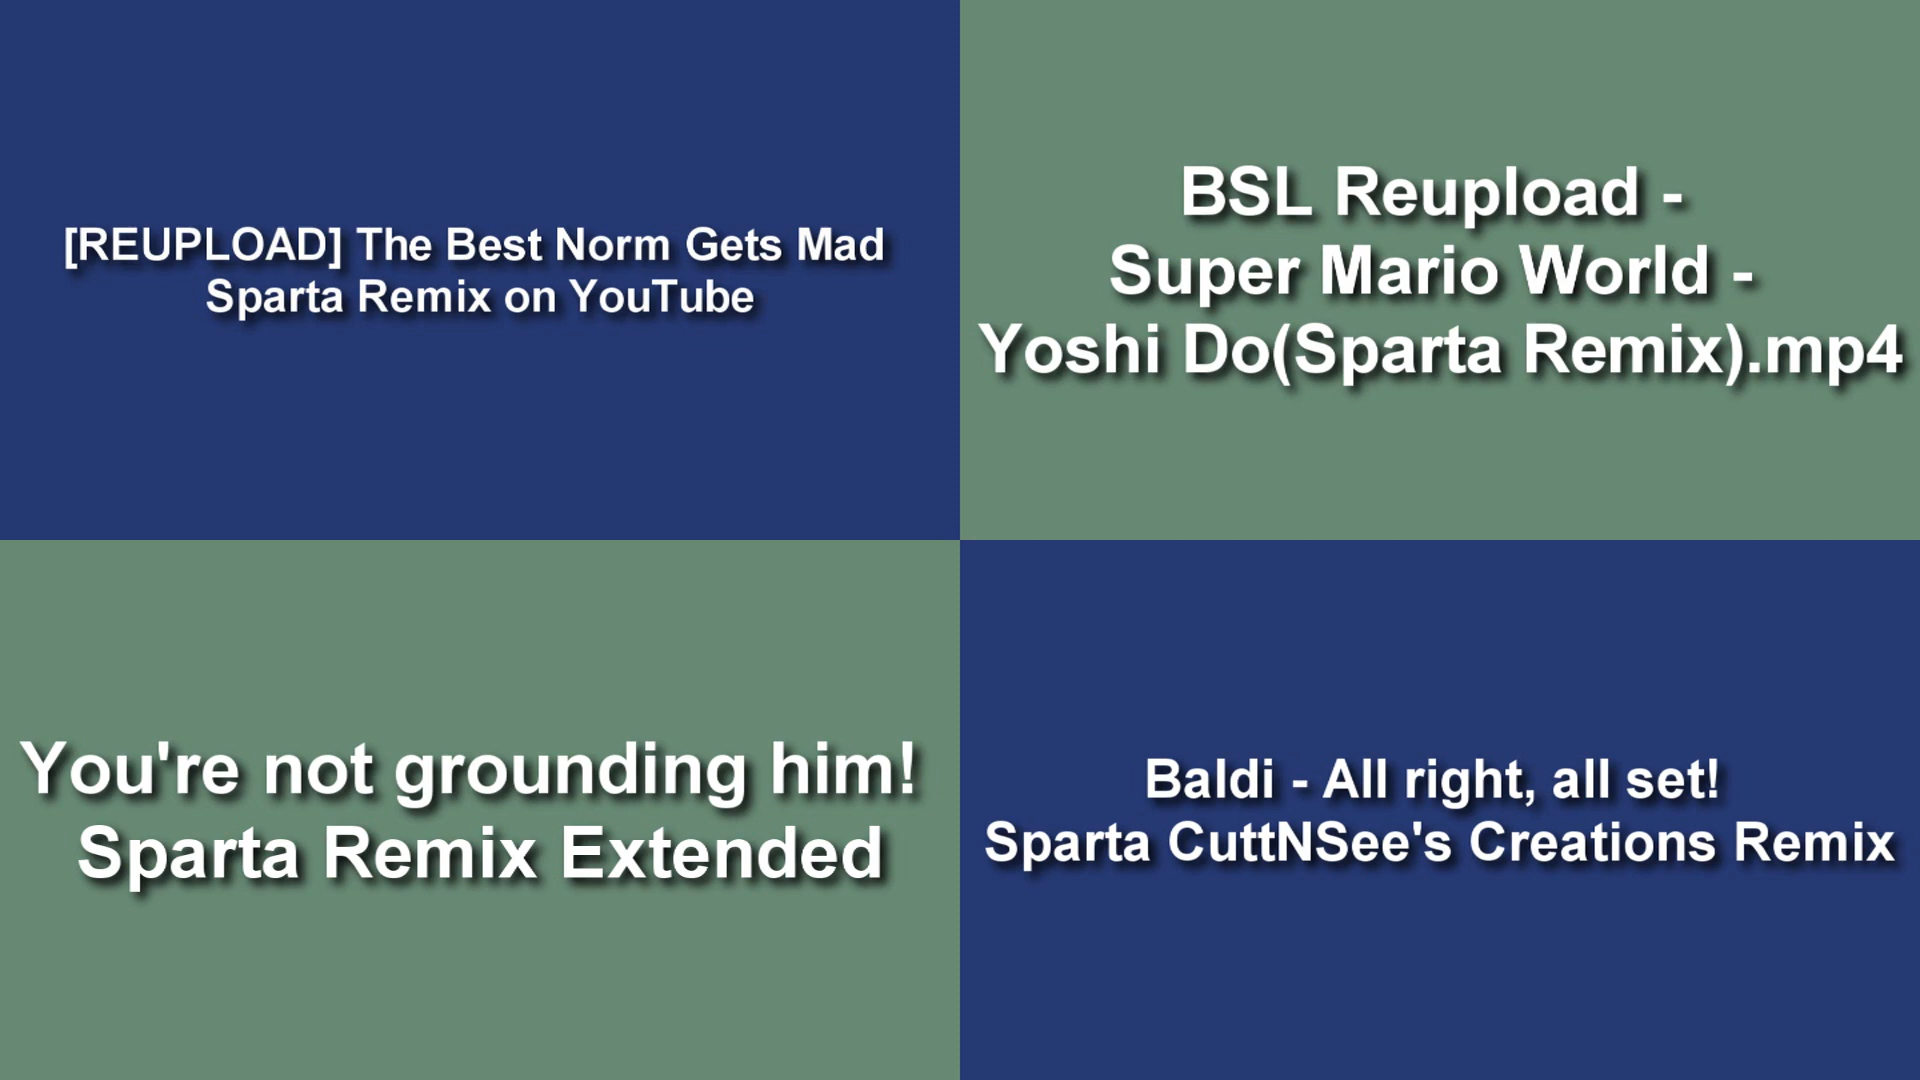 [REUPLOAD] The Best Norm Gets Mad
Sparta Remix on YouTube
BSL Reupload -
Super Mario World -
Yoshi Do(Sparta Remix).mp4
You're not grounding him!
Sparta Remix Extended
Baldi - All right, all set!
Sparta CuttNSee's Creations Remix